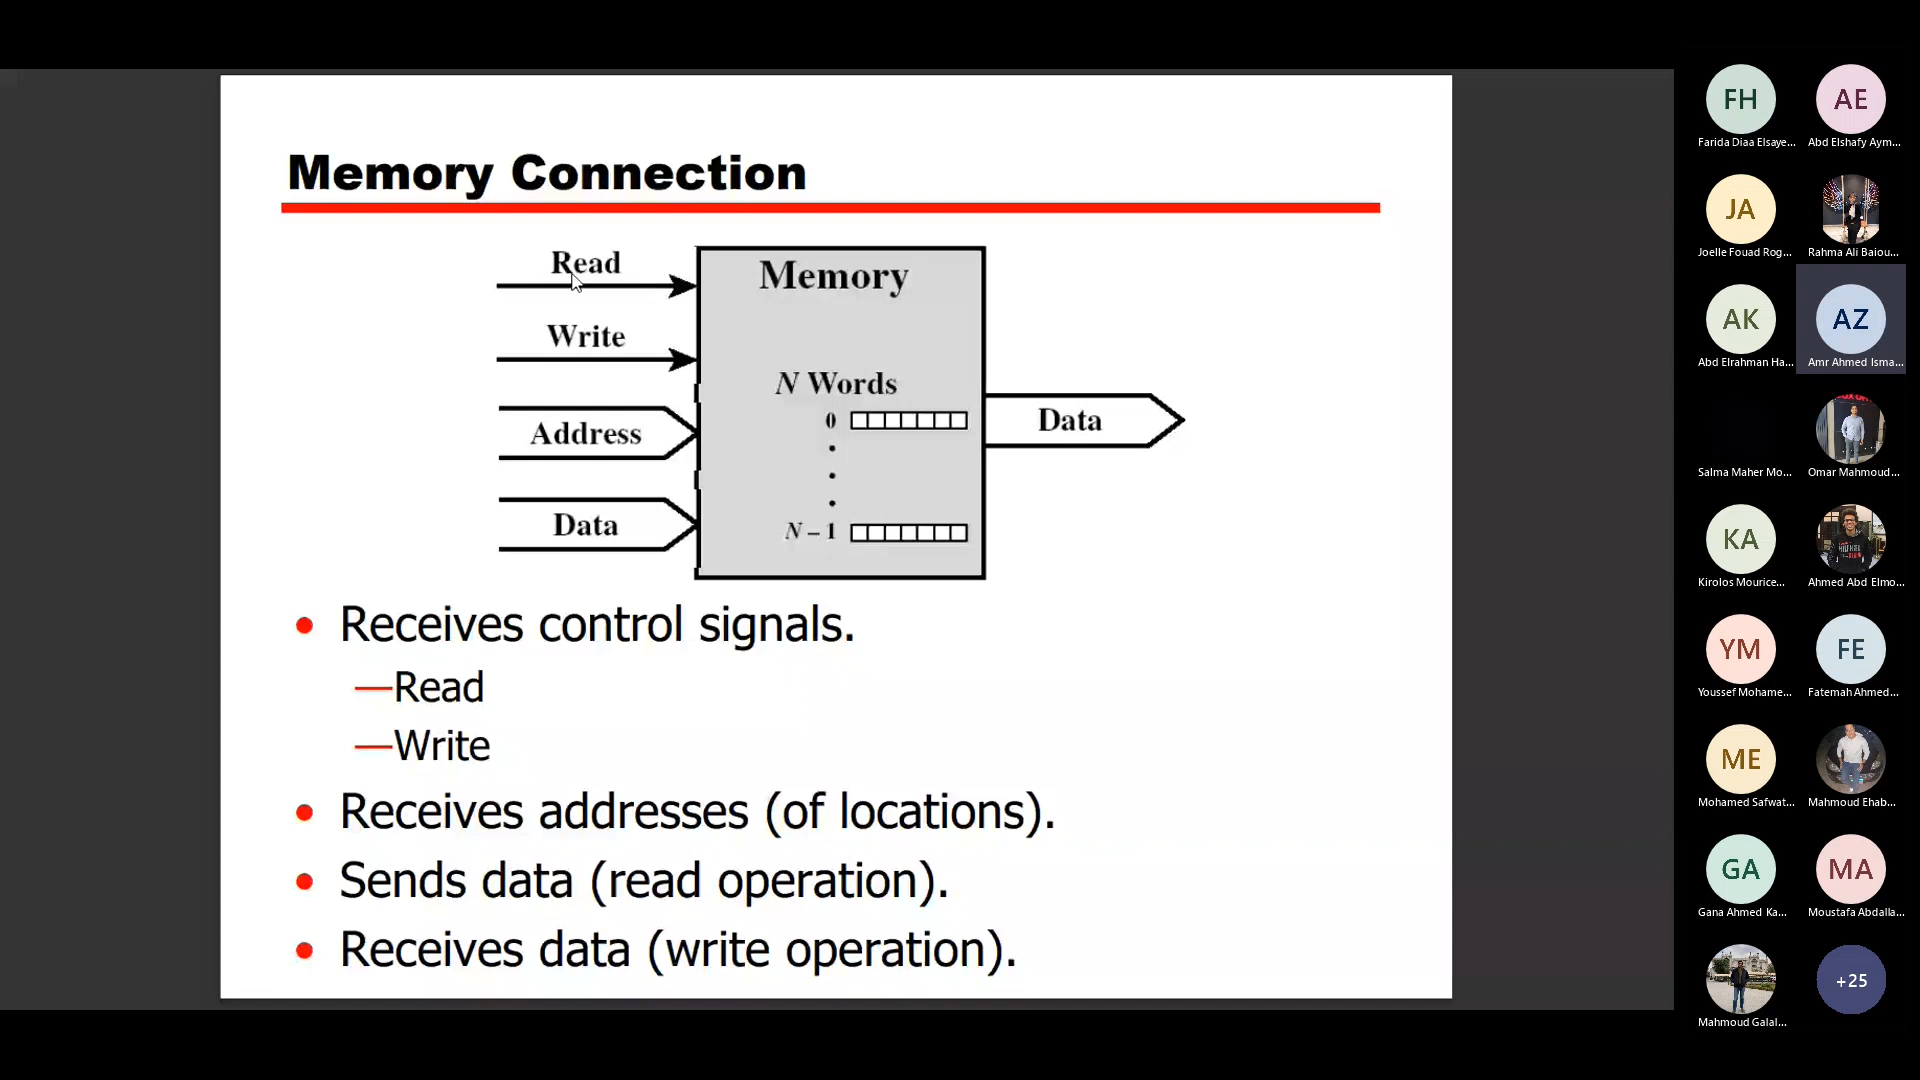 Memory Connection
Read
Write
Address
Data
Memory
N Words
0
N – 1
Data
• Receives control signals.
—Read
—Write
• Receives addresses (of locations).
• Sends data (read operation).
• Receives data (write operation).
FH
Farida Diaa Elsaye...
AE
Abd Elshafy Aym...
JA
Joelle Fouad Rog...
Rahma Ali Baiou...
AK
Abd Elrahman Ha...
AZ
Amr Ahmed Isma...
Salma Maher Mo...
Omar Mahmoud...
KA
Kirolos Mourice...
Ahmed Abd Elmo...
YM
Youssef Mohame...
FE
Fatemah Ahmed...
ME
Mohamed Safwat...
Mahmoud Ehab...
GA
Gana Ahmed Ka...
MA
Moustafa Abdalla...
Mahmoud Galal...
+25